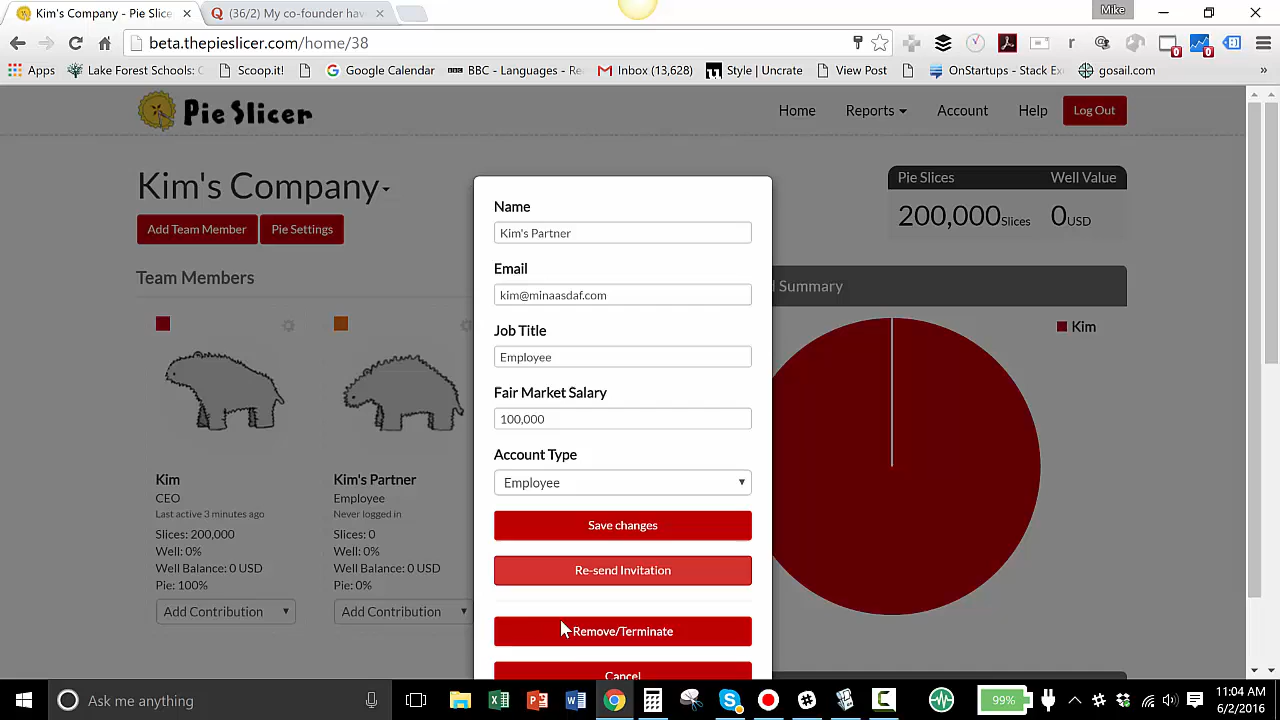 Kim's Company - Pie Slice
(36/2) My co-founder hav
Mike
beta.thepieslicer.com/home/38
Apps
Lake Forest Schools: C
Scoop.it!
Google Calendar
BBC - Languages - Re
Inbox (13,628)
Style | Uncrate
View Post
OnStartups - Stack Ex
gosail.com
»
0
0
Pie Slicer
Home
Reports
Account
Help
Log Out
Kim's Company
Add Team Member
Pie Settings
Pie Slices
Well Value
200,000 Slices
0 USD
Team Members
d Summary
Kim
Kim
CEO
Last active 3 minutes ago
Slices: 200,000
Well: 0%
Well Balance: 0 USD
Pie: 100%
Add Contribution
Kim's Partner
Employee
Never logged in
Slices: 0
Well: 0%
Well Balance: 0 USD
Pie: 0%
Add Contribution
Name
Kim's Partner
Email
kim@minaasdaf.com
Job Title
Employee
Fair Market Salary
100,000
Account Type
Employee
Save changes
Re-send Invitation
Remove/Terminate
Cancel
Ask me anything
99%
11:04 AM
6/2/2016